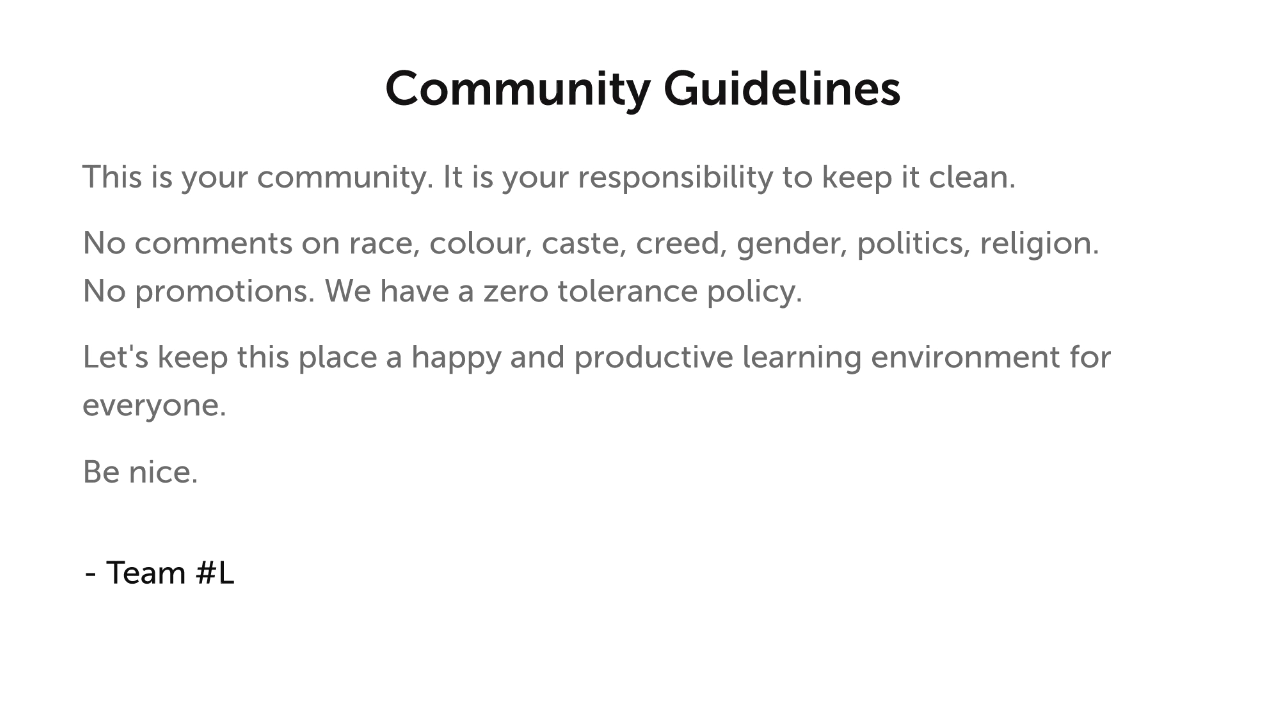 Community Guidelines
This is your community. It is your responsibility to keep it clean.
No comments on race, colour, caste, creed, gender, politics, religion.
No promotions. We have a zero tolerance policy.
Let's keep this place a happy and productive learning environment for
everyone.
Be nice.
- Team #L